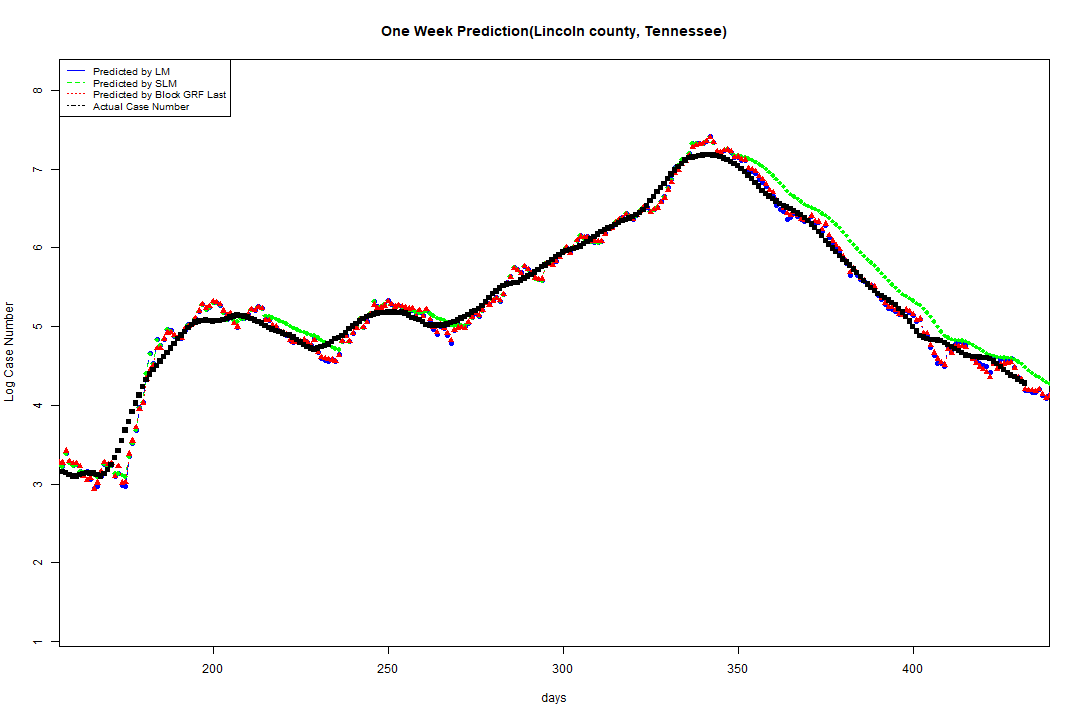 One Week Prediction(Lincoln county, Tennessee)
Predicted by LM
Predicted by SLM
Predicted by Block GRF Last
Actual Case Number
8
7
6
5
4
3
2
1
Log Case Number
200
250
300
350
400
days